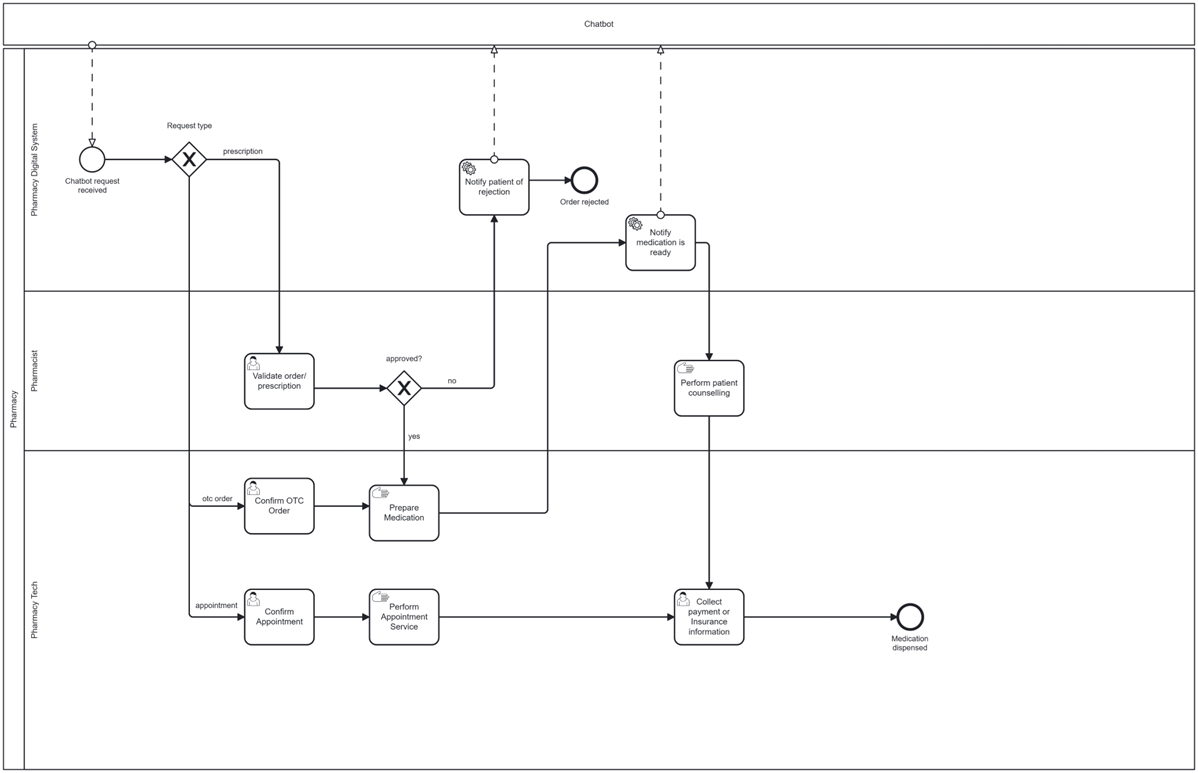 Chatbot
Pharmacy
Pharmacy Digital System
Request type
prescription
Chatbot request
received
Notify patient of
rejection
Order rejected
Notify
medication is
ready
Pharmacist
Validate order/
prescription
approved?
no
yes
Perform patient
counselling
Pharmacy Tech
otc order
Confirm OTC
Order
Prepare
Medication
appointment
Confirm
Appointment
Perform
Appointment
Service
Collect
payment or
Insurance
information
Medication
dispensed